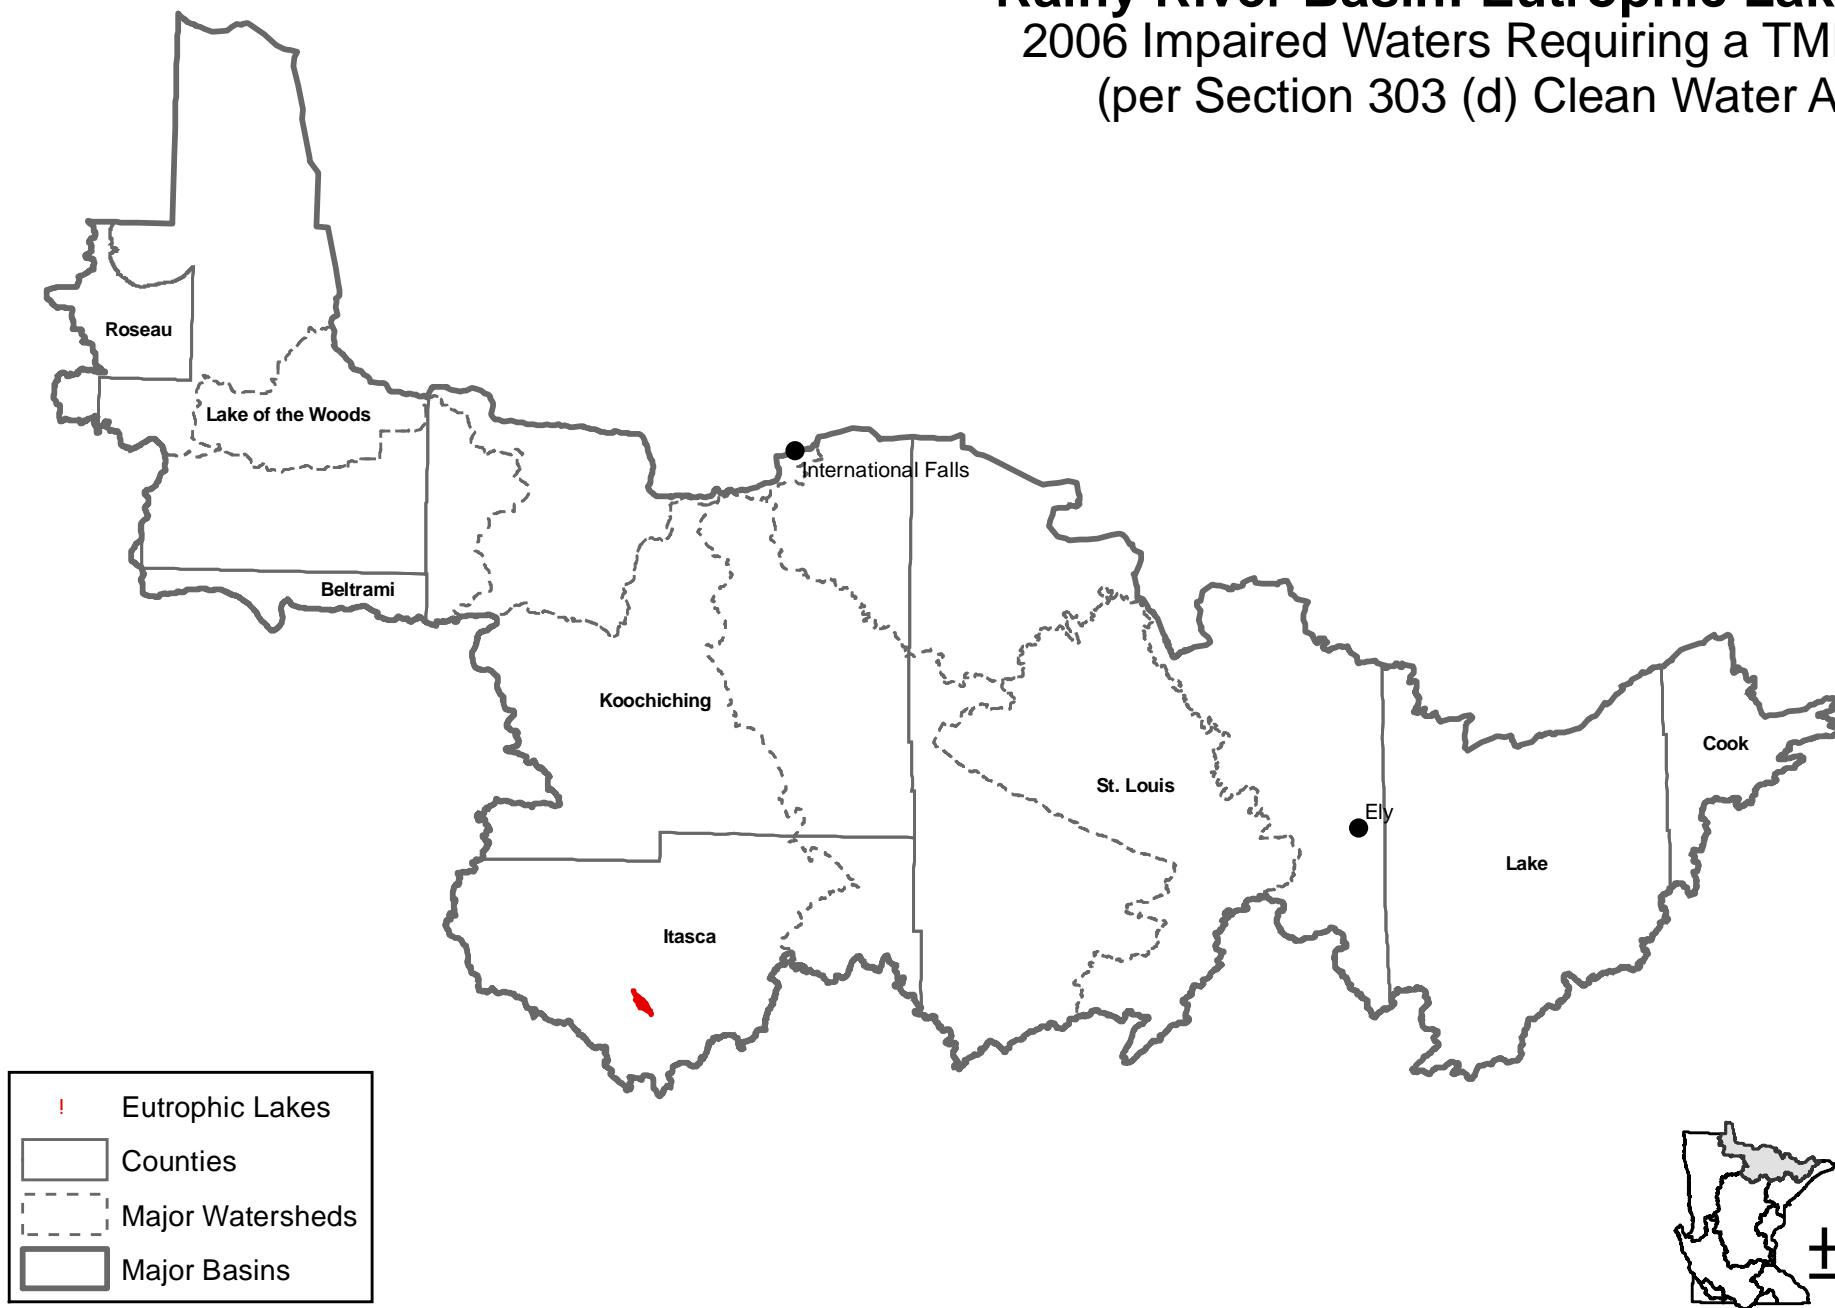 2006 Impaired Waters Requiring a
(per Section 303 (d) Clean Water
Roseau
Lake of the Woods
International Falls
Beltrami
Koochiching
Cook
St. Louis
Ely
Lake
Itasca
! Eutrophic Lakes
Counties
Major Watersheds
Major Basins
±